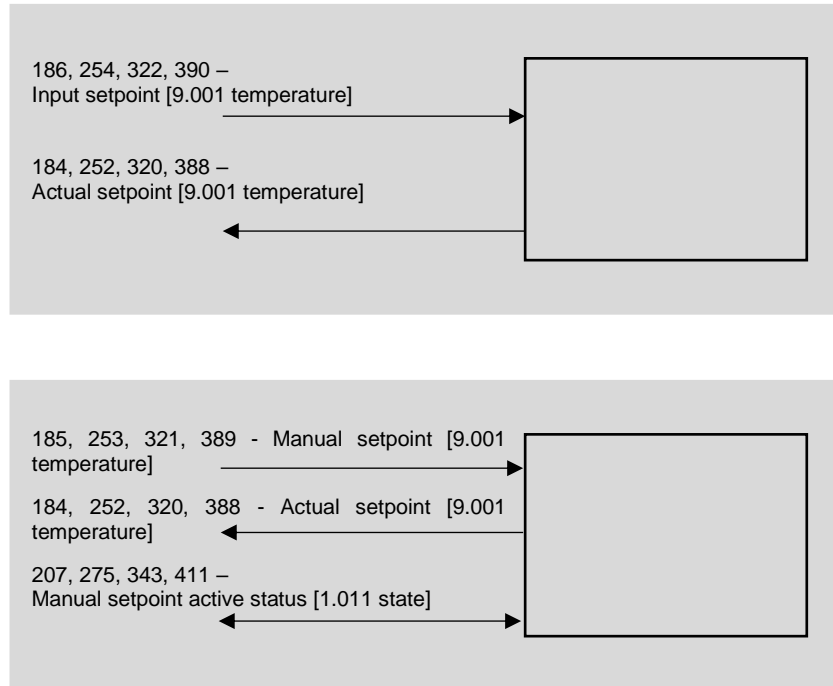 186, 254, 322, 390 –
Input setpoint [9.001 temperature]
184, 252, 320, 388 –
Actual setpoint [9.001 temperature]
185, 253, 321, 389 - Manual setpoint [9.001
temperature]
184, 252, 320, 388 - Actual setpoint [9.001
temperature]
207, 275, 343, 411 –
Manual setpoint active status [1.011 state]